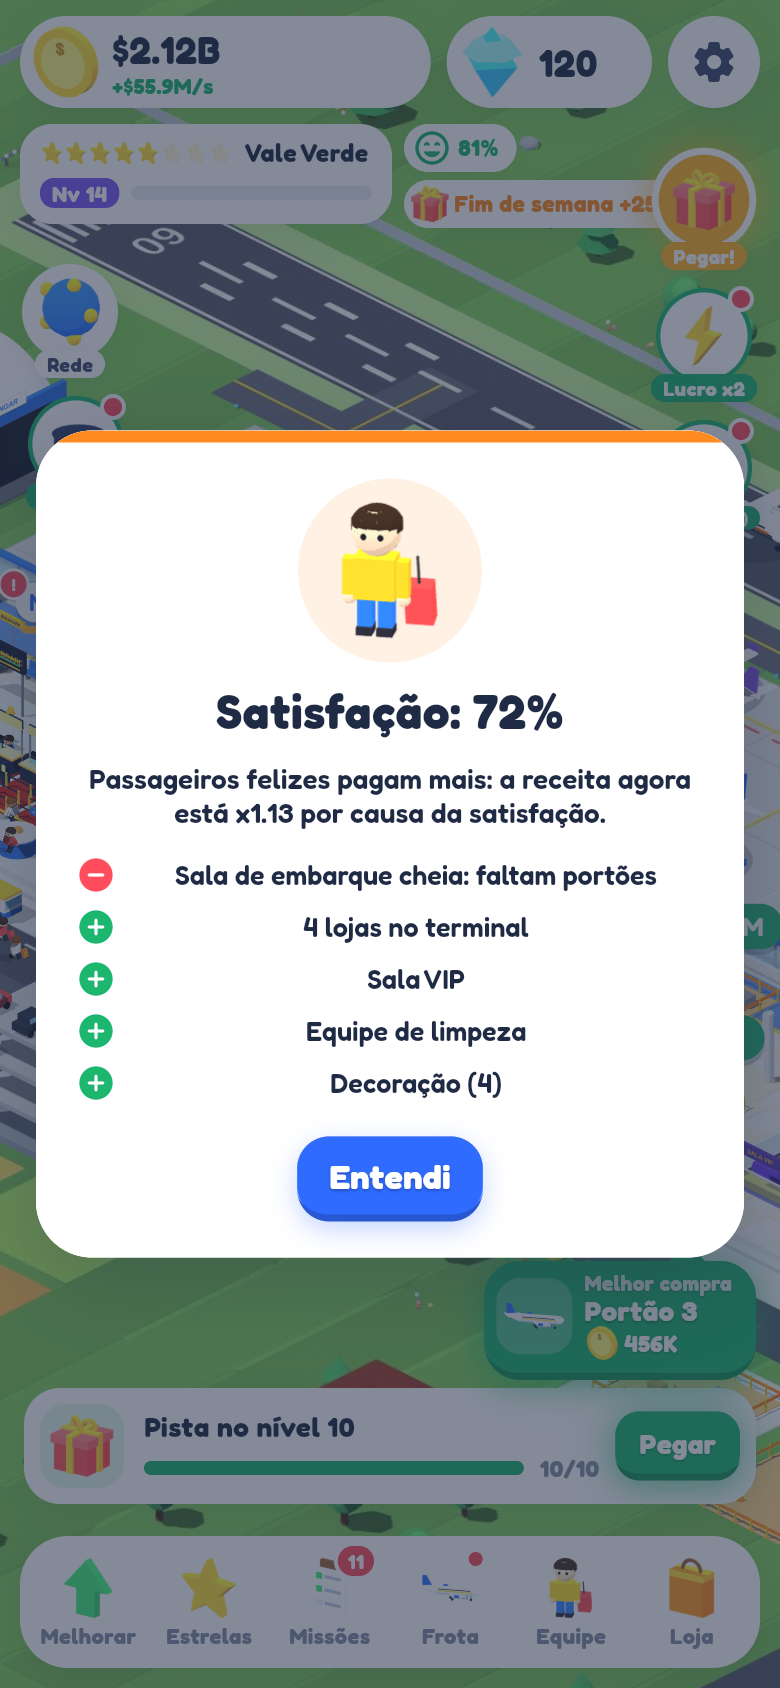 $2.12B
+$55.9M/s
120
Vale Verde
Nv 14
81%
Fim de semana +25
Pegar!
09
Rede
Lucro x2
Satisfação: 72%
Passageiros felizes pagam mais: a receita agora
está x1.13 por causa da satisfação.
Sala de embarque cheia: faltam portões
4 lojas no terminal
Sala VIP
Equipe de limpeza
Decoração (4)
Entendi
M
SALA VIP
Melhor compra
Portão 3
456K
Pista no nível 10
10/10
Pegar
11
Melhorar
Estrelas
Missões
Frota
Equipe
Loja